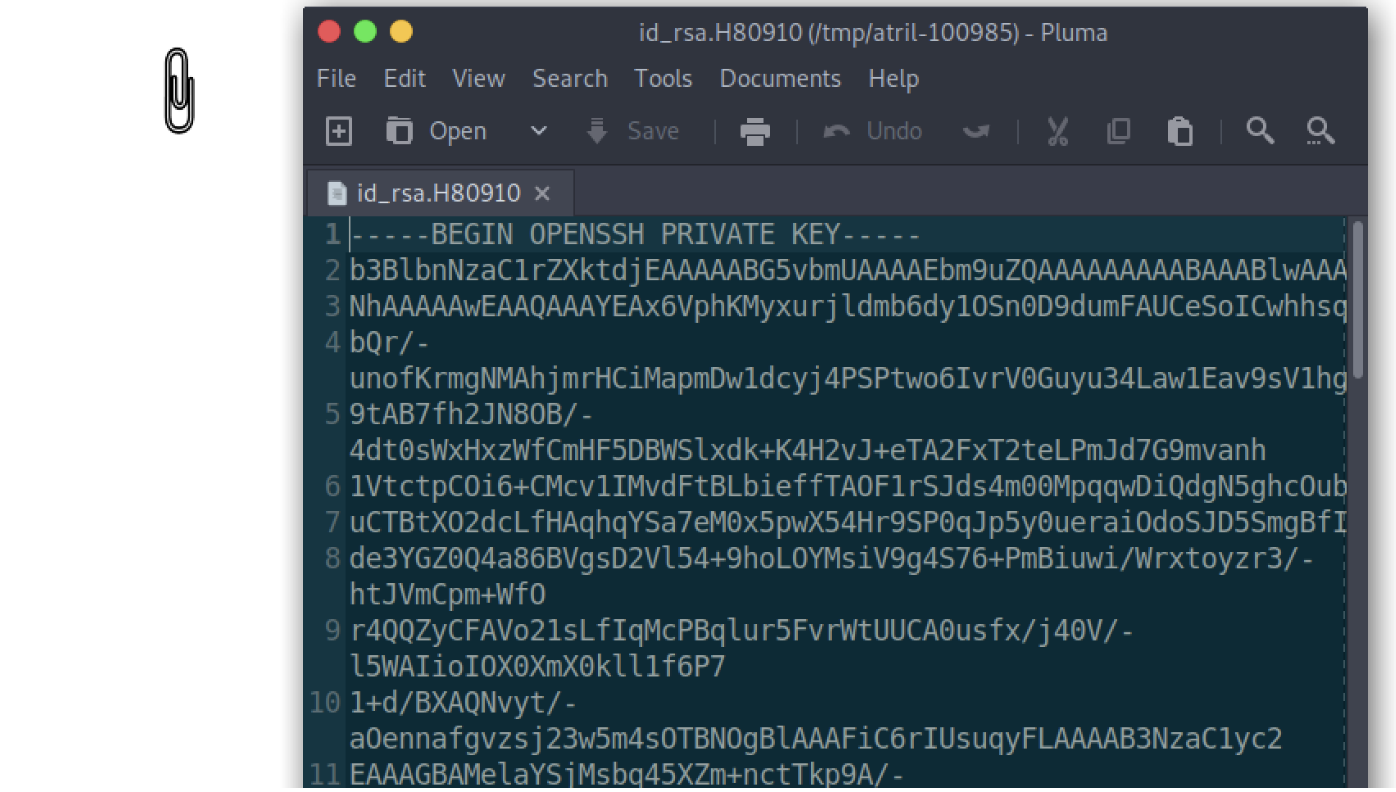 id_rsa.H80910 (/tmp/atril-100985) - Pluma
File Edit View Search Tools Documents Help
Open Save Undo
id_rsa.H80910
1 -----BEGIN OPENSSH PRIVATE KEY-----
2 b3BlbnNzaC1rZXktdjEAAAAABG5vbmUAAAAEbm9uZQAAAAAAAAABAAABlwAAA
3 NhAAAAAwEAAQAAAYEAx6VphKMyxurjldmb6dy1OSn0D9dumFAUCeSoICwhhsq
4 bQr/-
unofKrmgNMAhjmrHCiMapmDw1dcyj4PSPtwo6IvrV0Guyu34Law1Eav9sV1hg
5 9tAB7fh2JN8OB/-
4dt0sWxHxzWfCmHF5DBWSlxdk+K4H2vJ+eTA2FxT2teLPmJd7G9mvanh
6 1VtctpCOi6+CMcv1IMvdFtBLbieffTAOF1rSJds4m00MpqqwDiQdgN5ghcOub
7 uCTBtXO2dcLfHAqhqYSa7eM0x5pwX54Hr9SP0qJp5y0ueraiOdoSJD5SmgBfI
8 de3YGZ0Q4a86BVgsD2Vl54+9hoLOYMsiV9g4S76+PmBiuwi/Wrxtoyzr3/-
htJVmCpm+WfO
9 r4QQZyCFAVo21sLfIqMcPBqlur5FvrWtUUCA0usfx/j40V/-
l5WAIioIOX0XmX0kll1f6P7
10 1+d/BXAQNvyt/-
aOennafgvzsj23w5m4sOTBNOgBlAAAFiC6rIUsuqyFLAAAAB3NzaC1yc2
11 EAAAGBAMelaYSjMsbq45XZm+nctTkp9A/-